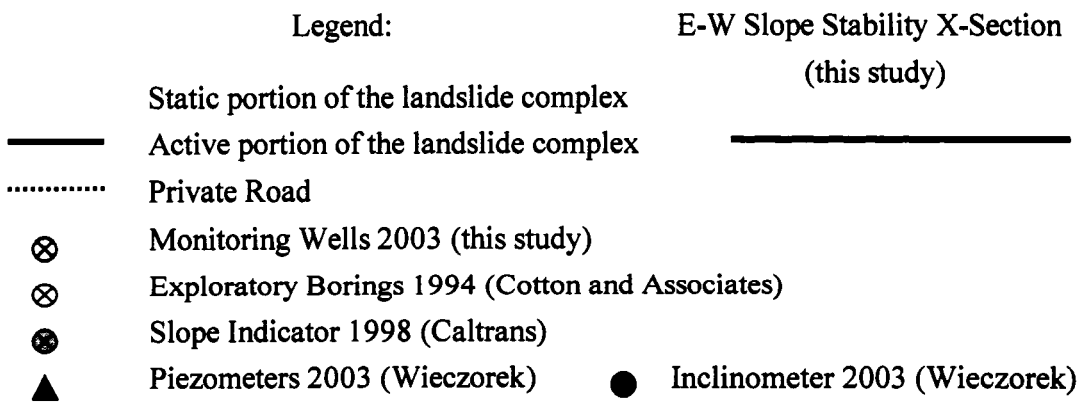 Legend:
E-W Slope Stability X-Section
(this study)
Static portion of the landslide complex
Active portion of the landslide complex
Private Road
Monitoring Wells 2003 (this study)
Exploratory Borings 1994 (Cotton and Associates)
Slope Indicator 1998 (Caltrans)
Piezometers 2003 (Wieczorek)
Inclinometer 2003 (Wieczorek)